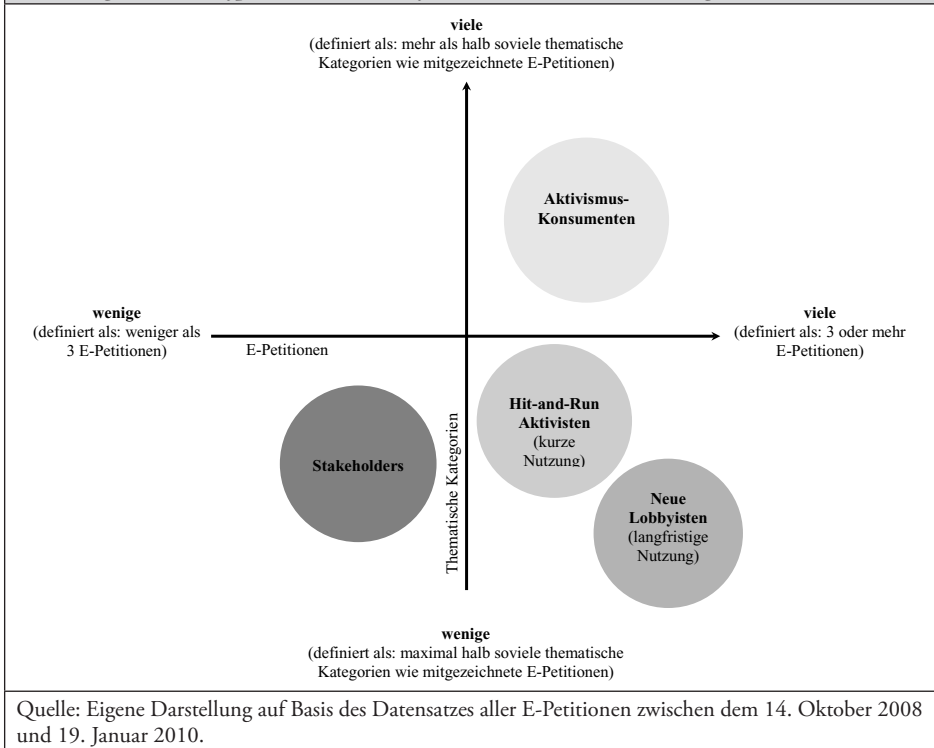 viele
(definiert als: mehr als halb soviele thematische
Kategorien wie mitgezeichnete E-Petitionen)
Aktivismus-
Konsumenten
wenige
(definiert als: weniger als
3 E-Petitionen)
E-Petitionen
viele
(definiert als: 3 oder mehr
E-Petitionen)
Hit-and-Run
Aktivisten
(kurze
Nutzung)
Stakeholders
Thematische Kategorien
Neue
Lobbyisten
(langfristige
Nutzung)
wenige
(definiert als: maximal halb soviele thematische
Kategorien wie mitgezeichnete E-Petitionen)
Quelle: Eigene Darstellung auf Basis des Datensatzes aller E-Petitionen zwischen dem 14. Oktober 2008
und 19. Januar 2010.